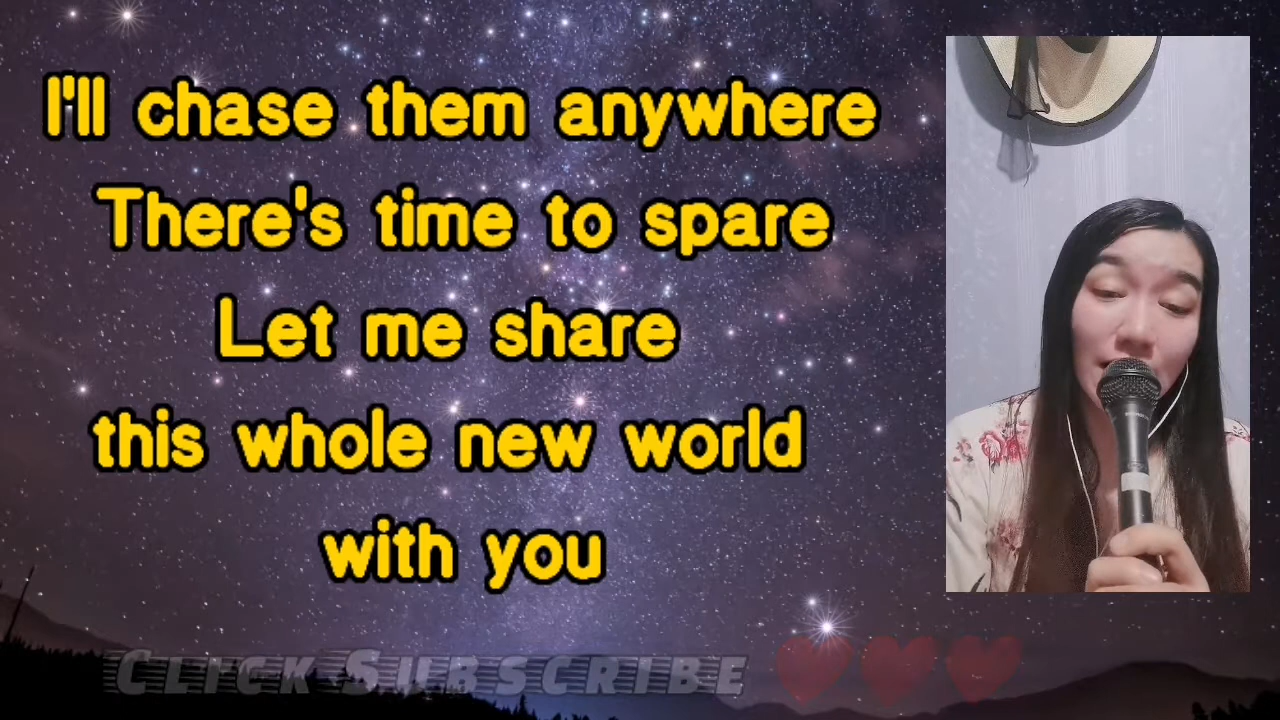 I'll chase them anywhere
There's time to spare
Let me share
this whole new world
with you
CLICK SUBSCRIBE